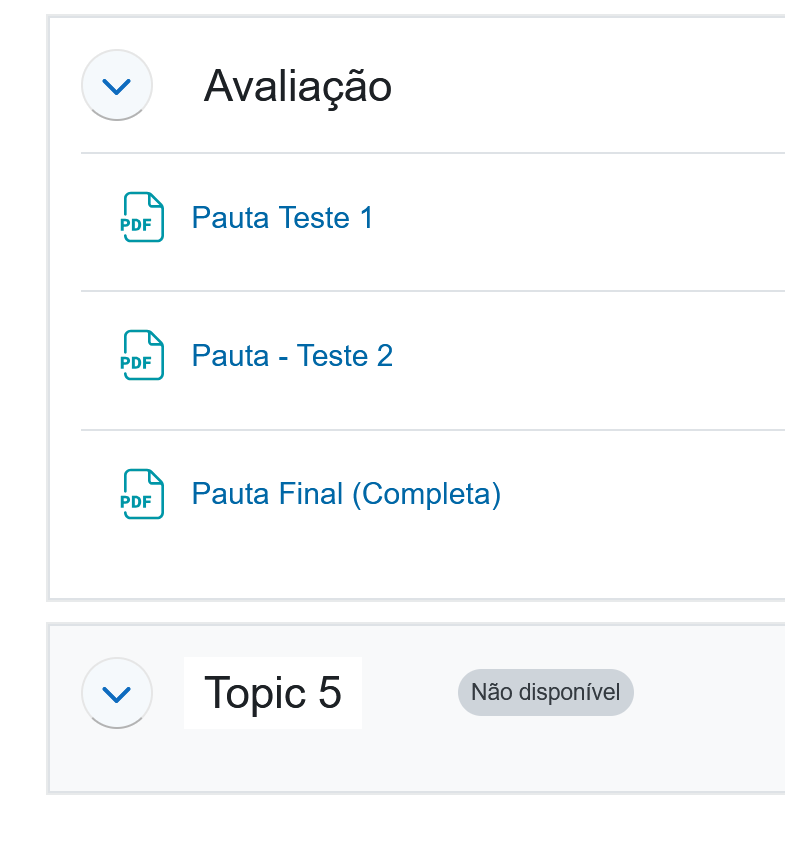 Avaliação
PDF Pauta Teste 1
PDF Pauta - Teste 2
PDF Pauta Final (Completa)
Topic 5 Não disponível